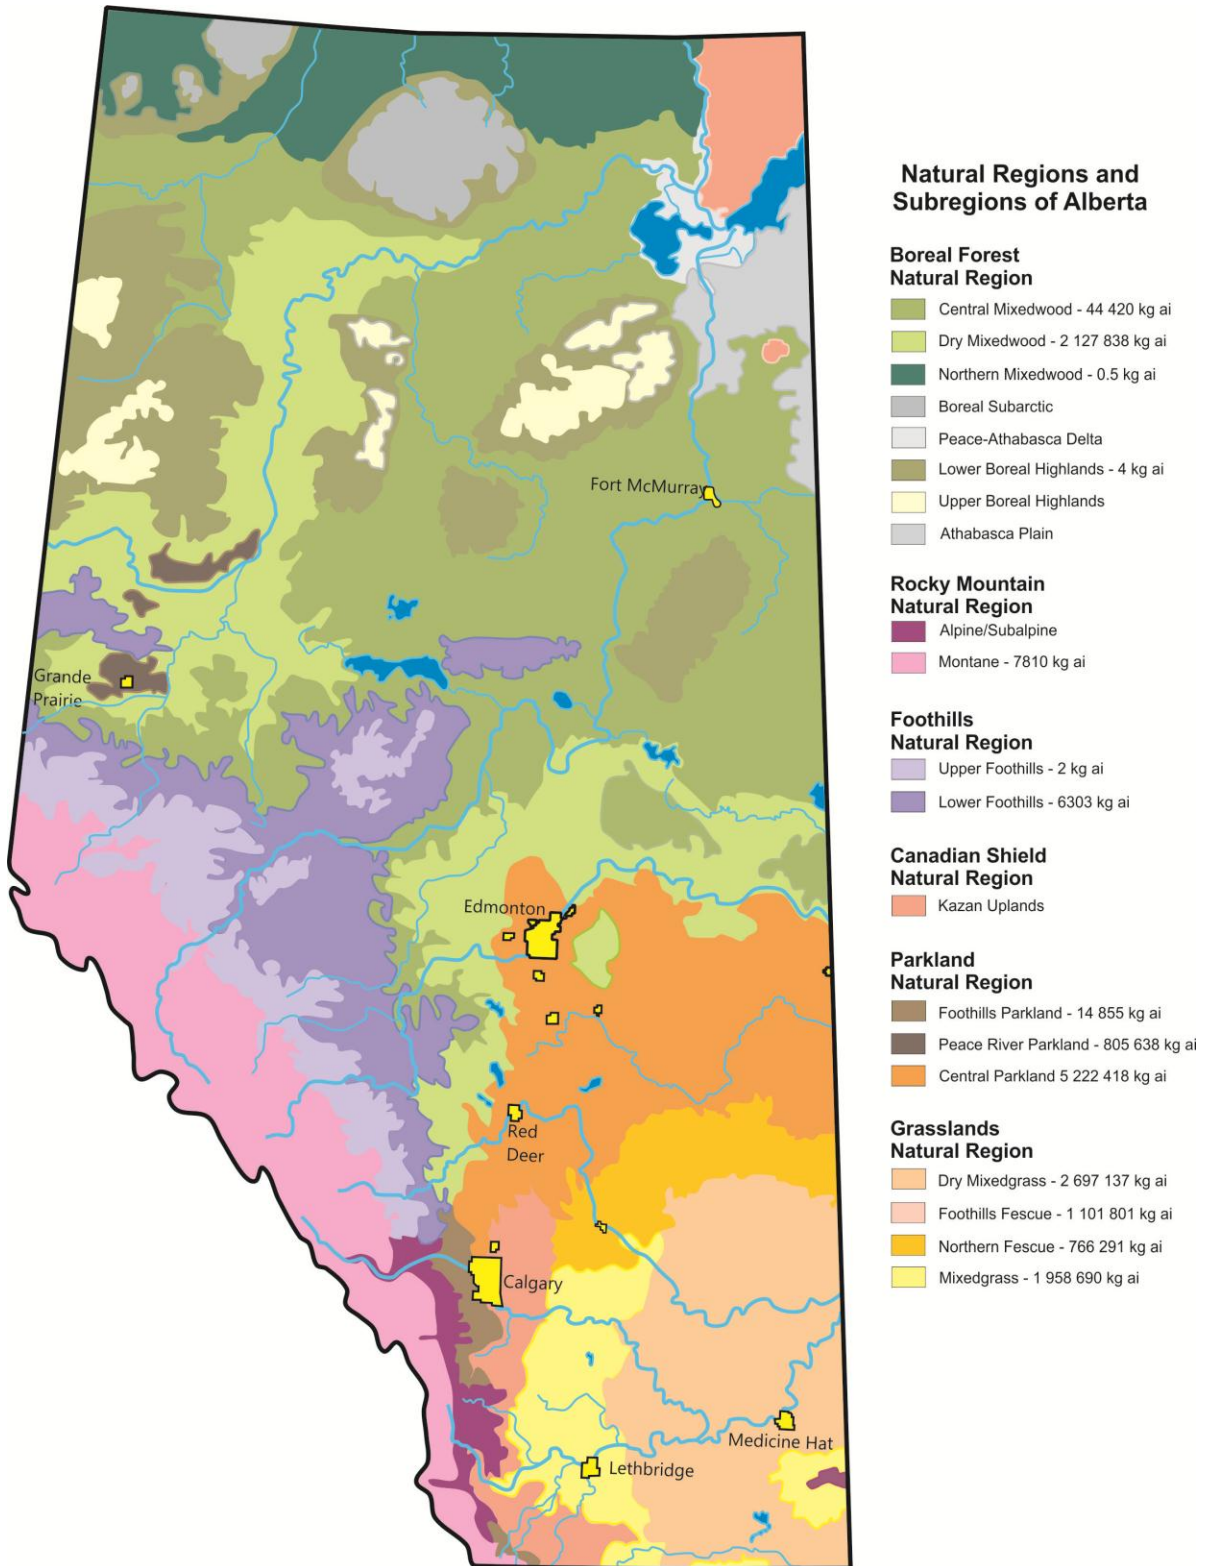 Natural Regions and
Subregions of Alberta
Boreal Forest
Natural Region
Central Mixedwood - 44 420 kg ai
Dry Mixedwood - 2 127 838 kg ai
Northern Mixedwood - 0.5 kg ai
Boreal Subarctic
Peace-Athabasca Delta
Lower Boreal Highlands - 4 kg ai
Upper Boreal Highlands
Athabasca Plain
Rocky Mountain
Natural Region
Alpine/Subalpine
Montane - 7810 kg ai
Foothills
Natural Region
Upper Foothills - 2 kg ai
Lower Foothills - 6303 kg ai
Canadian Shield
Natural Region
Kazan Uplands
Parkland
Natural Region
Foothills Parkland - 14 855 kg ai
Peace River Parkland - 805 638 kg ai
Central Parkland 5 222 418 kg ai
Grasslands
Natural Region
Dry Mixedgrass - 2 697 137 kg ai
Foothills Fescue - 1 101 801 kg ai
Northern Fescue - 766 291 kg ai
Mixedgrass - 1 958 690 kg ai
Fort McMurray
Grande
Prairie
Edmonton
Red
Deer
Calgary
Medicine Hat
Lethbridge